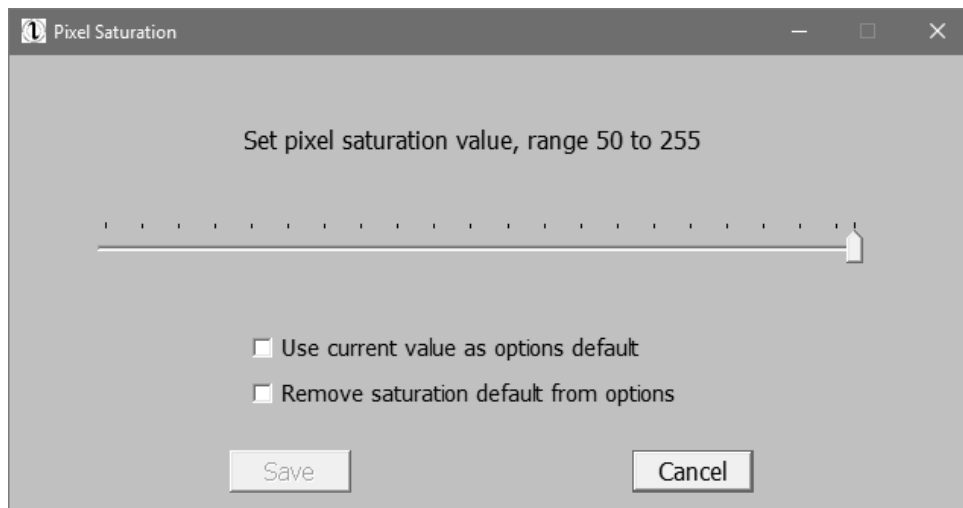 Pixel Saturation
Set pixel saturation value, range 50 to 255
Use current value as options default
Remove saturation default from options
Save
Cancel